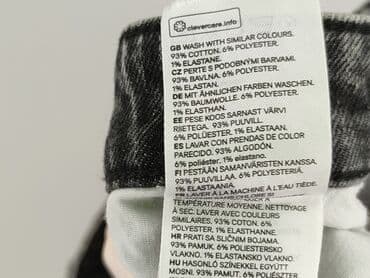 clevercare.info
GB WASH WITH SIMILAR COLOURS.
93% COTTON. 6% POLYESTER.
1% ELASTANE.
CZ PERTE S PODOBNÝMI BARVAMI.
93% BAVLNA. 6% POLYESTER.
1% ELASTAN.
DE MIT ÄHNLICHEN FARBEN WASCHEN.
93% BAUMWOLLE. 6% POLYESTER.
1% ELASTHAN.
EE PESE KOOS SARNAST VÄRVI
RIIETEGA. 93% PUUVILL.
6% POLÜESTER. 1% ELASTAAN.
ES LAVAR CON PRENDAS DE COLOR
PARECIDO. 93% ALGODÓN.
6% poliéster. 1% elastano.
FI PESTÄÄN SAMANVÄRISTEN KANSSA.
93% PUUVILLAA. 6% POLYESTERIÄ.
1% ELASTAANIA.
FR LAVER À LA MACHINE À L'EAU TIÈDE.
TEMPÉRATURE MOYENNE. NETTOYAGE
À SEC. LAVER AVEC COULEURS
SIMILAIRES. 93% COTON. 6%
POLYESTER. 1% ELASTHANNE.
HR PRATI SA SLIČNIM BOJAMA.
93% PAMUK. 6% POLIESTERSKO
VLAKNO. 1% ELASTANSKO VLAKNO.
HU HASONLÓ SZÍNEKKEL EGYÜTT
MOSNI. 93% PAMUT. 6% POLIÉSZTER